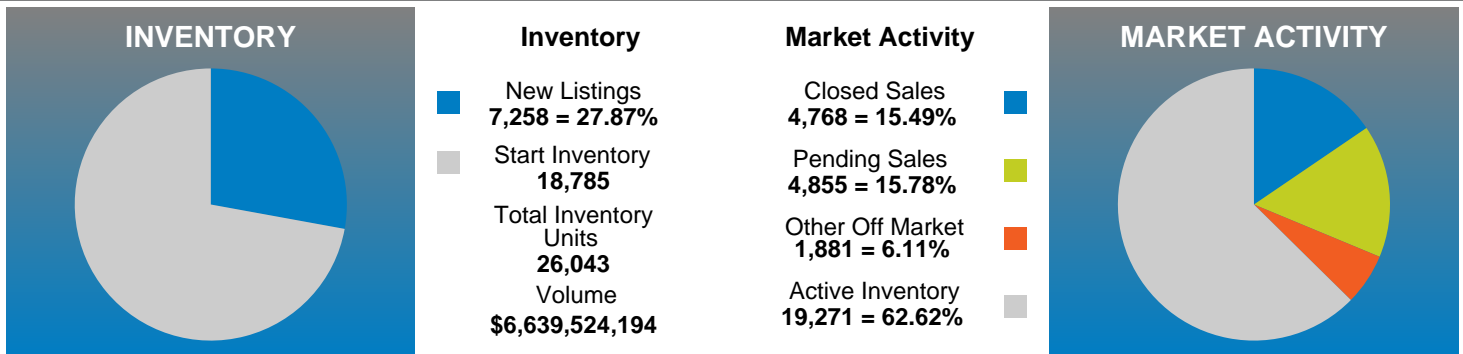 INVENTORY
Inventory
New Listings
7,258 = 27.87%
Start Inventory
18,785
Total Inventory
Units
26,043
Volume
$6,639,524,194
Market Activity
Closed Sales
4,768 = 15.49%
Pending Sales
4,855 = 15.78%
Other Off Market
1,881 = 6.11%
Active Inventory
19,271 = 62.62%
MARKET ACTIVITY